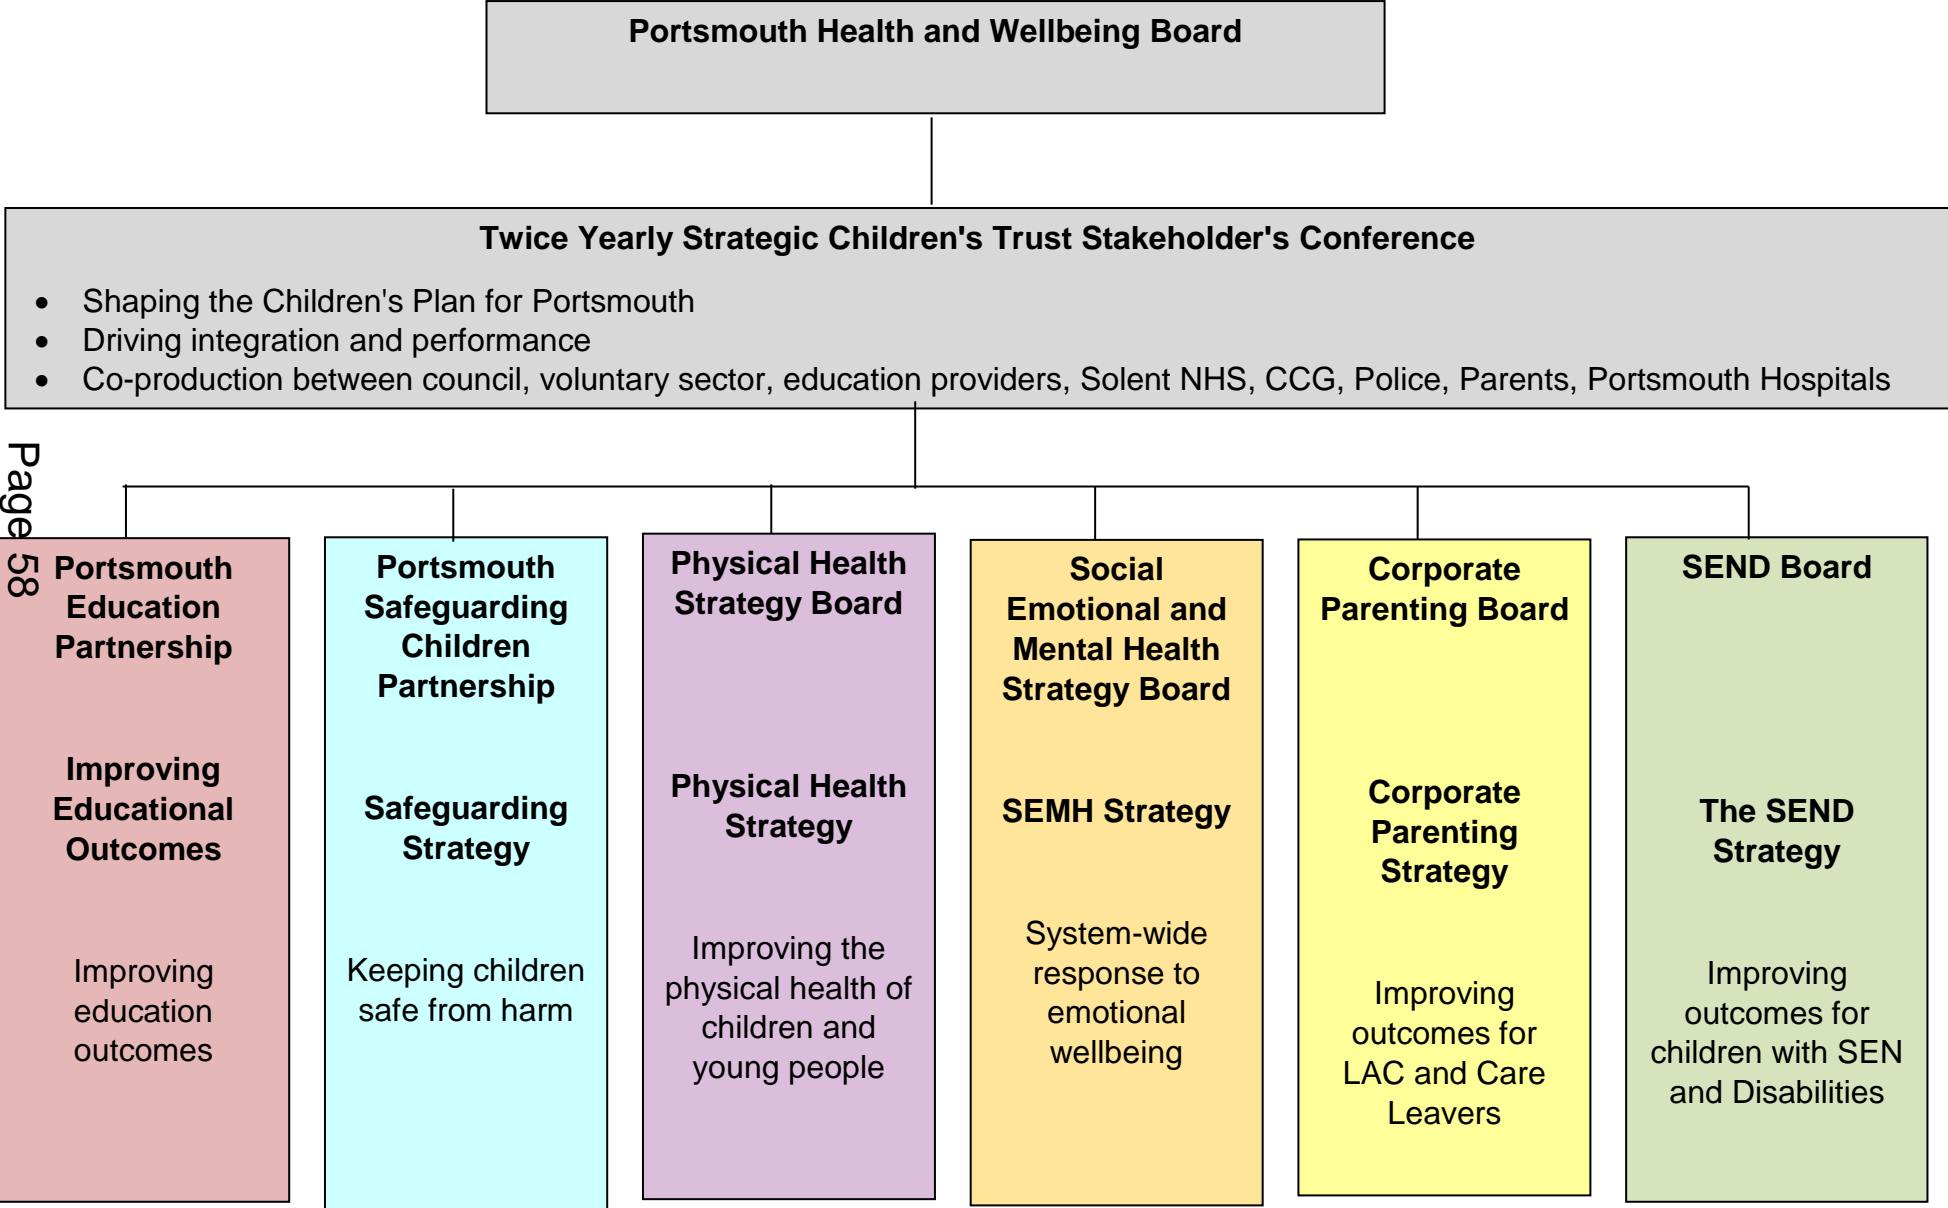 Portsmouth Health and Wellbeing Board
Twice Yearly Strategic Children's Trust Stakeholder's Conference
• Shaping the Children's Plan for Portsmouth
• Driving integration and performance
• Co-production between council, voluntary sector, education providers, Solent NHS, CCG, Police, Parents, Portsmouth Hospitals
Page 58
Portsmouth
Education
Partnership
Improving
Educational
Outcomes
Improving
education
outcomes
Portsmouth
Safeguarding
Children
Partnership
Safeguarding
Strategy
Keeping children
safe from harm
Physical Health
Strategy Board
Physical Health
Strategy
Improving the
physical health of
children and
young people
Social
Emotional and
Mental Health
Strategy Board
SEMH Strategy
System-wide
response to
emotional
wellbeing
Corporate
Parenting Board
Corporate
Parenting
Strategy
Improving
outcomes for
LAC and Care
Leavers
SEND Board
The SEND
Strategy
Improving
outcomes for
children with SEN
and Disabilities